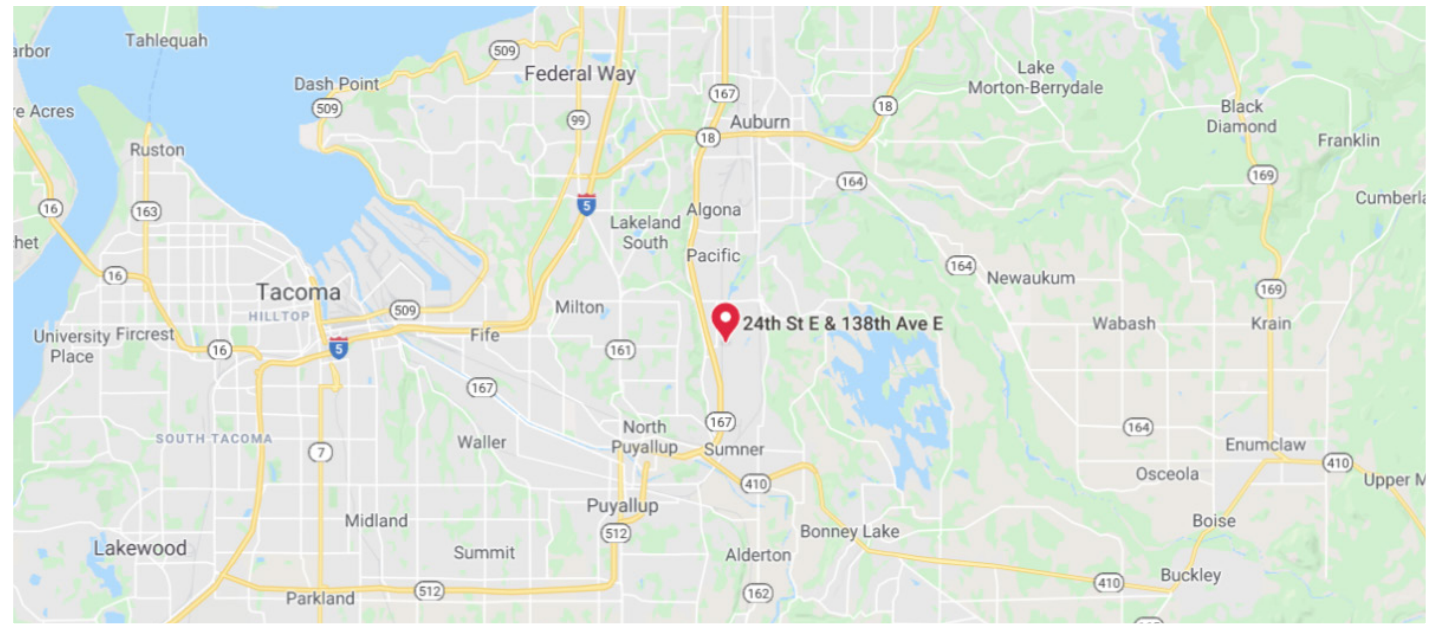 Tahlequah
arbor
509
Federal Way
Dash Point
509
99
167
Auburn
18
18
Lake
Morton-Berrydale
Black
Diamond
Franklin
re Acres
Ruston
164
169
Cumberla
16
163
5
Lakeland
South
Algona
het
Pacific
16
164
Newaukum
169
Tacoma
HILLTOP
509
Milton
24th St E & 138th Ave E
Wabash
Krain
University
Place
Fircrest
16
5
Fife
161
167
167
164
SOUTH TACOMA
7
Waller
North
Puyallup
Sumner
Enumclaw
410
Osceola
Upper M
410
Puyallup
Midland
512
Bonney Lake
Boise
Lakewood
Summit
Alderton
Buckley
410
Parkland
512
162